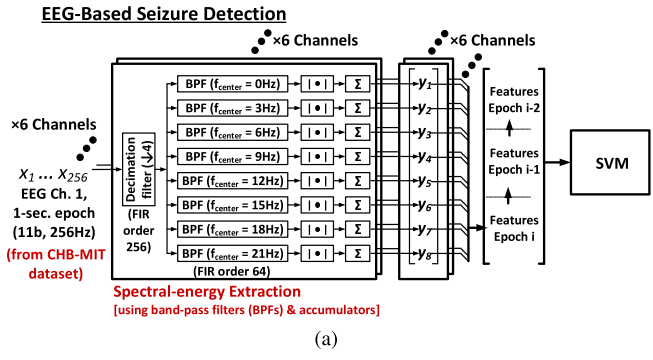 EEG-Based Seizure Detection
×6 Channels
×6 Channels
×6 Channels
x1 ... x256
EEG Ch. 1,
1-sec. epoch
(11b, 256Hz)
(from CHB-MIT
dataset)
Decimation
filter (↓4)
(FIR
order
256)
BPF (fcenter = 0Hz) |•| Σ y1
BPF (fcenter = 3Hz) |•| Σ y2
BPF (fcenter = 6Hz) |•| Σ y3
BPF (fcenter = 9Hz) |•| Σ y4
BPF (fcenter = 12Hz) |•| Σ y5
BPF (fcenter = 15Hz) |•| Σ y6
BPF (fcenter = 18Hz) |•| Σ y7
BPF (fcenter = 21Hz) |•| Σ y8
(FIR order 64)
Features
Epoch i-2
Features
Epoch i-1
Features
Epoch i
SVM
Spectral-energy Extraction
[using band-pass filters (BPFs) & accumulators]
(a)